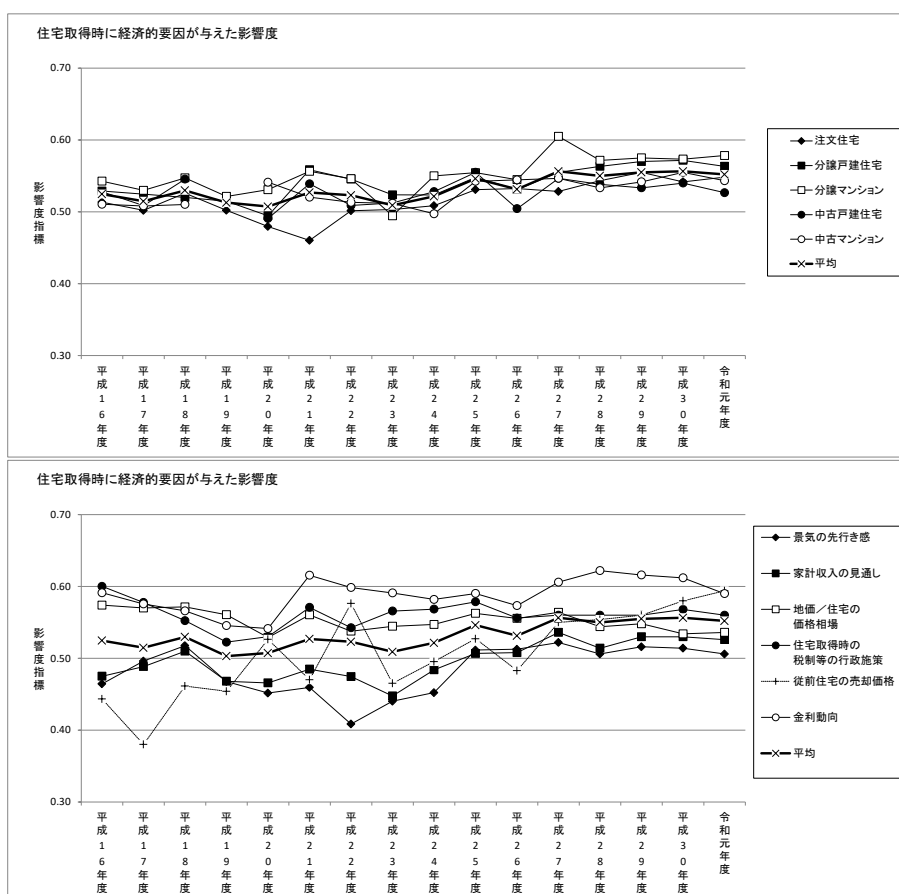 住宅取得時に経済的要因が与えた影響度
0.70
0.60
0.50
0.40
0.30
影響度指標
平成16年度
平成17年度
平成18年度
平成19年度
平成20年度
平成21年度
平成22年度
平成23年度
平成24年度
平成25年度
平成26年度
平成27年度
平成28年度
平成29年度
平成30年度
令和元年度
注文住宅
分譲戸建住宅
分譲マンション
中古戸建住宅
中古マンション
平均
住宅取得時に経済的要因が与えた影響度
0.70
0.60
0.50
0.40
0.30
影響度指標
平成16年度
平成17年度
平成18年度
平成19年度
平成20年度
平成21年度
平成22年度
平成23年度
平成24年度
平成25年度
平成26年度
平成27年度
平成28年度
平成29年度
平成30年度
令和元年度
景気の先行き感
家計収入の見通し
地価／住宅の
価格相場
住宅取得時の
税制等の行政施策
従前住宅の売却価格
金利動向
平均